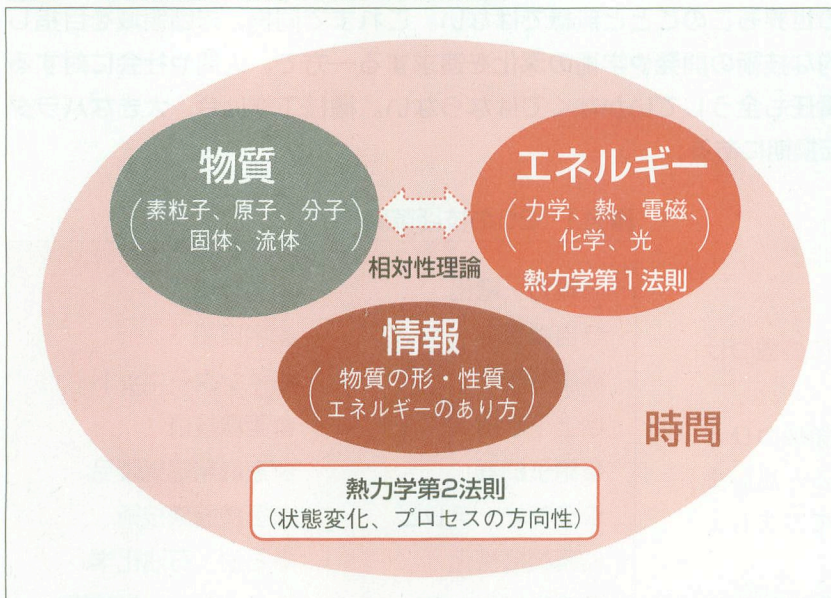 物質
(素粒子、原子、分子
固体、流体)
エネルギー
(力学、熱、電磁、
化学、光)
熱力学第1法則
相対性理論
情報
(物質の形・性質、
エネルギーのあり方)
時間
熱力学第2法則
(状態変化、プロセスの方向性)